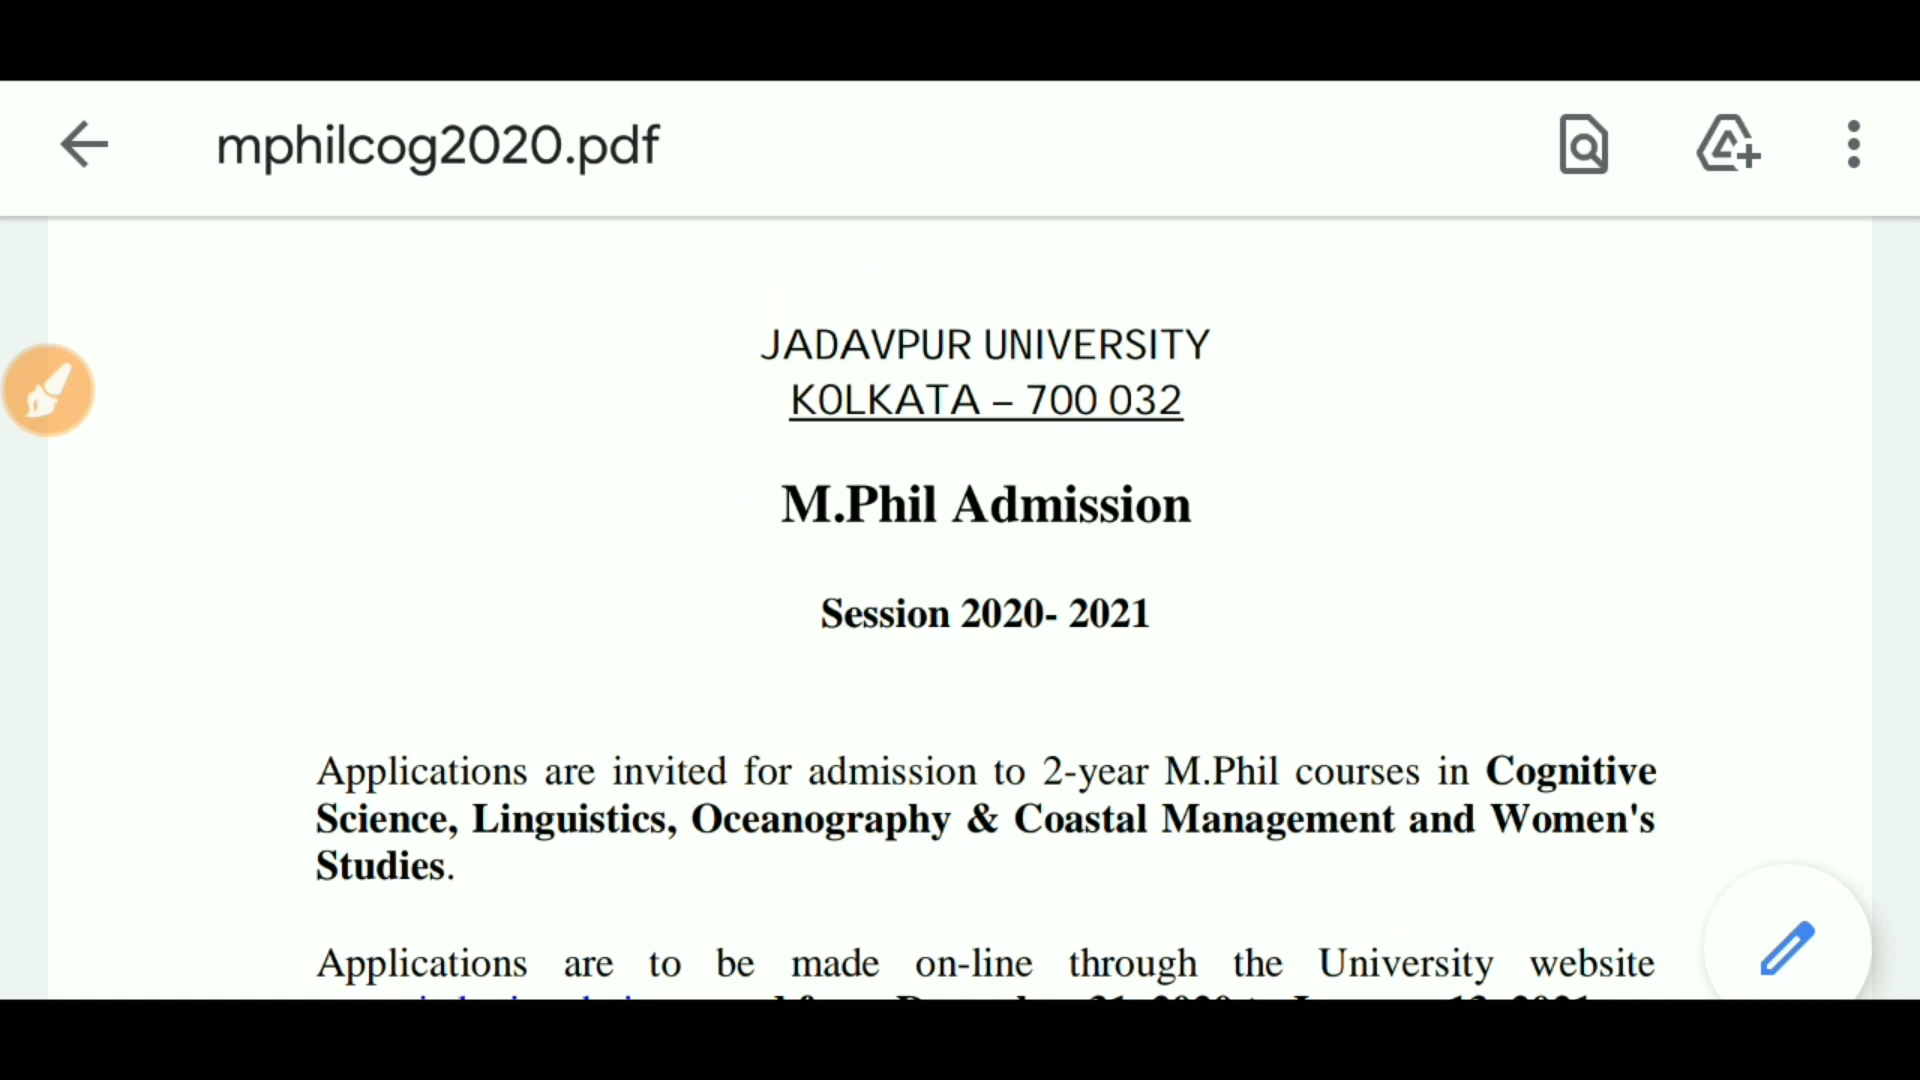 mphilcog2020.pdf
JADAVPUR UNIVERSITY
KOLKATA – 700 032
M.Phil Admission
Session 2020- 2021
Applications are invited for admission to 2-year M.Phil courses in Cognitive
Science, Linguistics, Oceanography & Coastal Management and Women's
Studies.
Applications are to be made on-line through the University website